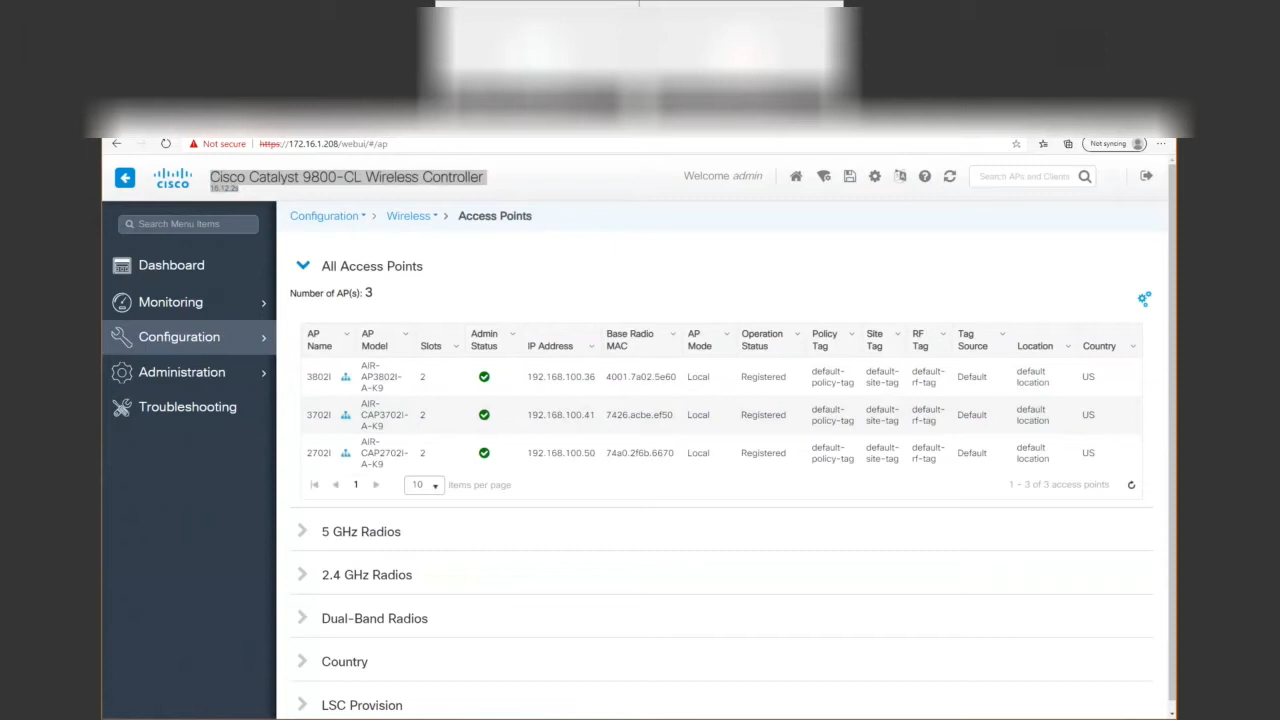 Not secure | https://172.16.1.208/webui/#/ap
Not syncing
CISCO
Cisco Catalyst 9800-CL Wireless Controller
16.12.2s
Welcome admin
Search APs and Clients
Search Menu Items
Dashboard
Monitoring
Configuration
Administration
Troubleshooting
Configuration > Wireless > Access Points
All Access Points
Number of AP(s): 3
AP Name AP Model Slots Admin Status IP Address Base Radio MAC AP Mode Operation Status Policy Tag Site Tag RF Tag Tag Source Location Country
3802I AIR-AP3802I-A-K9 2 192.168.100.36 4001.7a02.5e60 Local Registered default-policy-tag default-site-tag default-rf-tag Default default location US
3702I AIR-CAP3702I-A-K9 2 192.168.100.41 7426.acbe.ef50 Local Registered default-policy-tag default-site-tag default-rf-tag Default default location US
2702I AIR-CAP2702I-A-K9 2 192.168.100.50 74a0.2f6b.6670 Local Registered default-policy-tag default-site-tag default-rf-tag Default default location US
1 10 items per page 1 - 3 of 3 access points
5 GHz Radios
2.4 GHz Radios
Dual-Band Radios
Country
LSC Provision